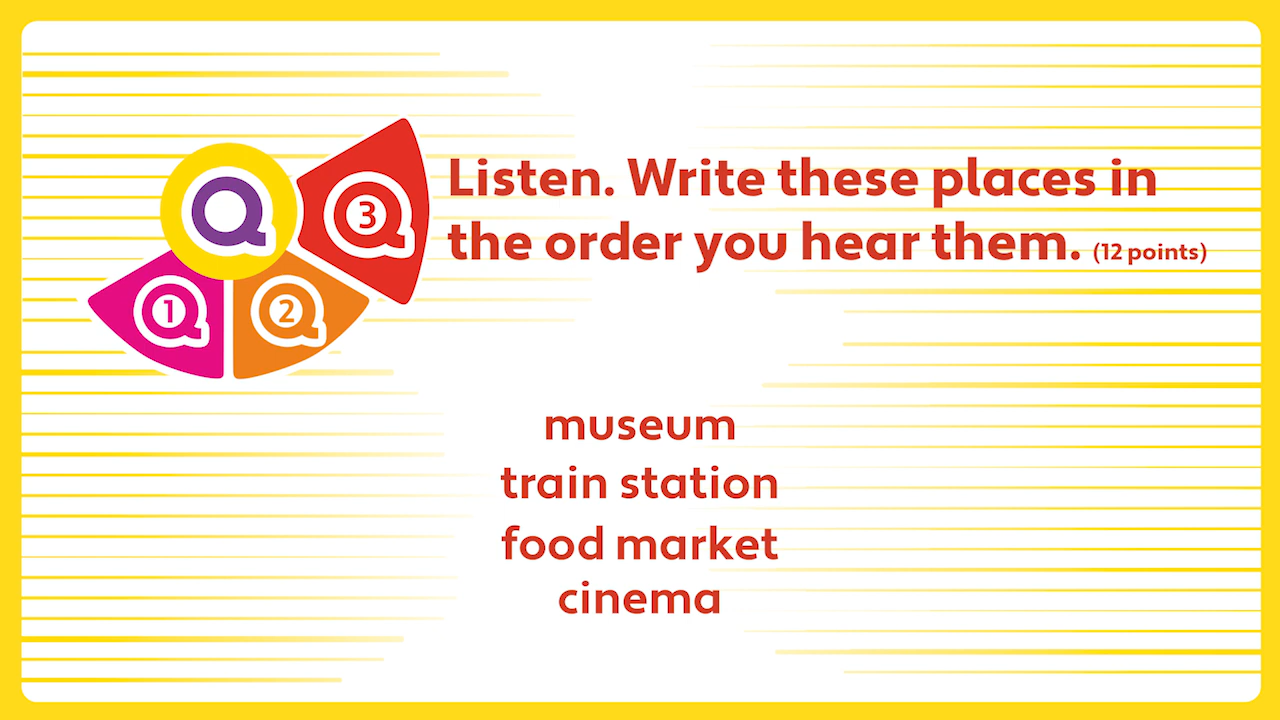 Q
3
1
2
Listen. Write these places in
the order you hear them. (12 points)
museum
train station
food market
cinema